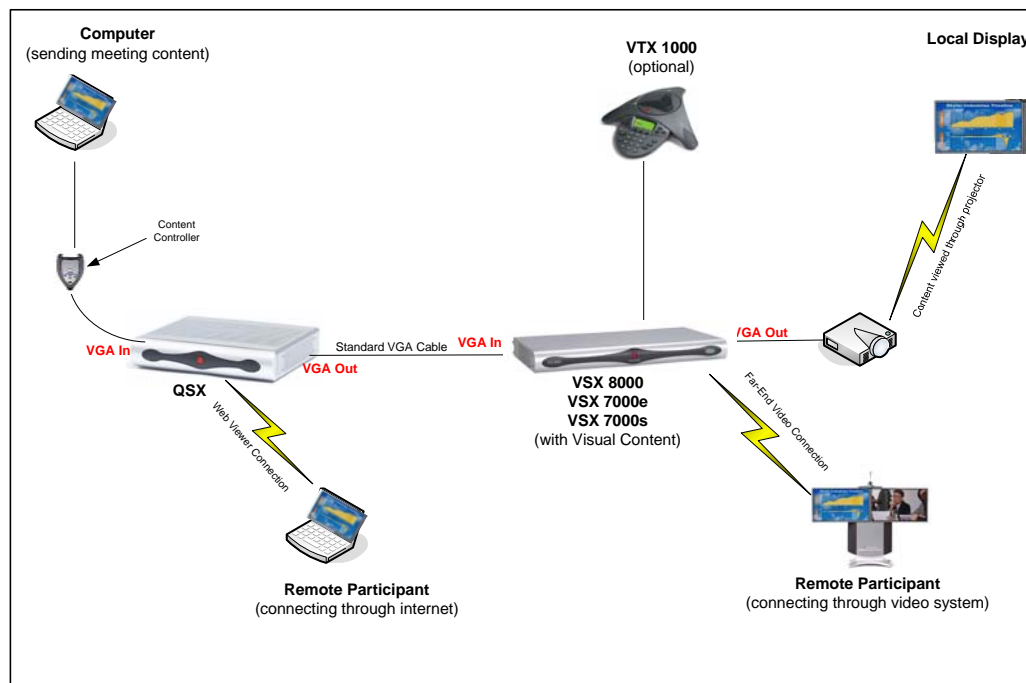 Computer
(sending meeting content)
VTX 1000
(optional)
Local Display
Content
Controller
Content viewed through projector
VGA In
QSX
Standard VGA Cable
VGA Out
VGA In
VGA Out
VSX 8000
VSX 7000e
VSX 7000s
(with Visual Content)
Web Viewer Connection
Far-End Video Connection
Remote Participant
(connecting through internet)
Remote Participant
(connecting through video system)